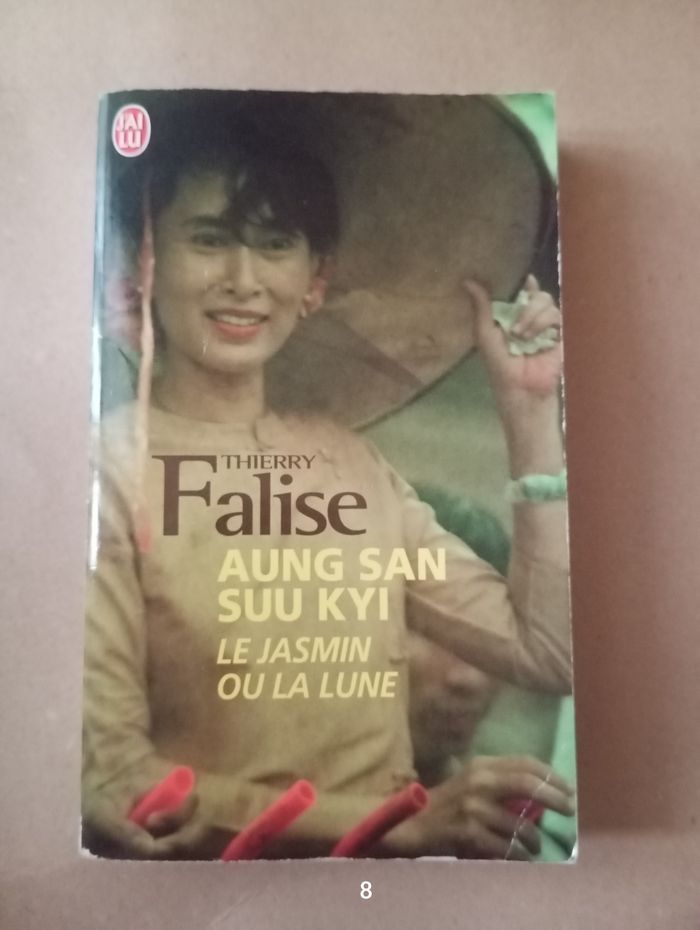 J'AI
LU
THIERRY
Falise
AUNG SAN
SUU KYI
LE JASMIN
OU LA LUNE
8